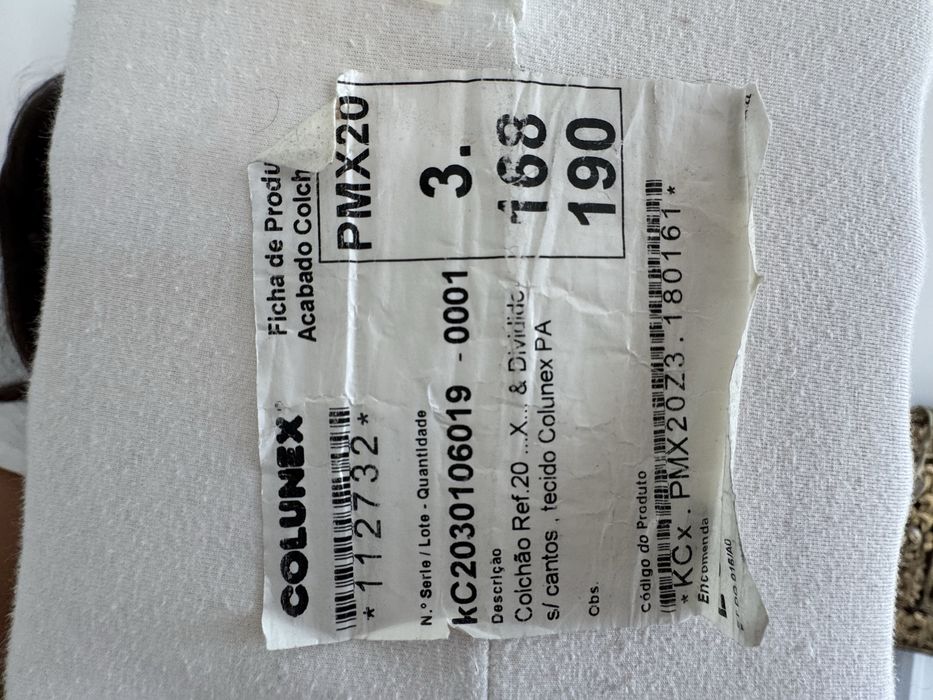 COLUNEX
Ficha de Produ
Acabado Colch
*112732*
PMX20
N.º Serie / Lote - Quantidade
kC2030106019 - 0001
3.
Descrição
Colchão Ref.20 ...X... & Dividido
168
s/ cantos , tecido Colunex PA
190
Obs.
Código do Produto
*KCx.PMX20Z3.180161*
Encomenda